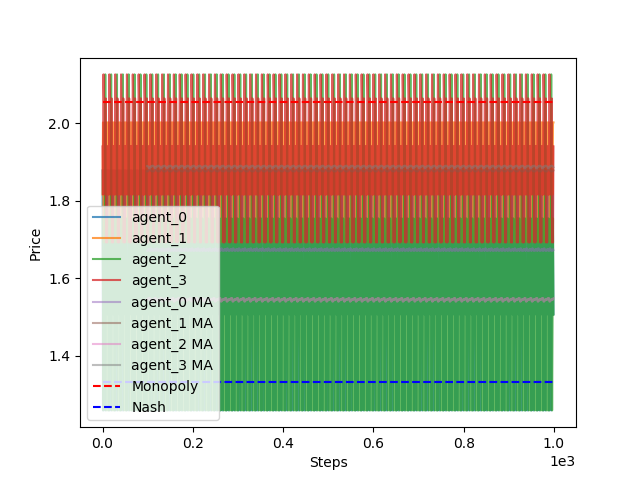 Price
2.0
1.8
1.6
1.4
agent_0
agent_1
agent_2
agent_3
agent_0 MA
agent_1 MA
agent_2 MA
agent_3 MA
Monopoly
Nash
0.0 0.2 0.4 0.6 0.8 1.0
1e3
Steps